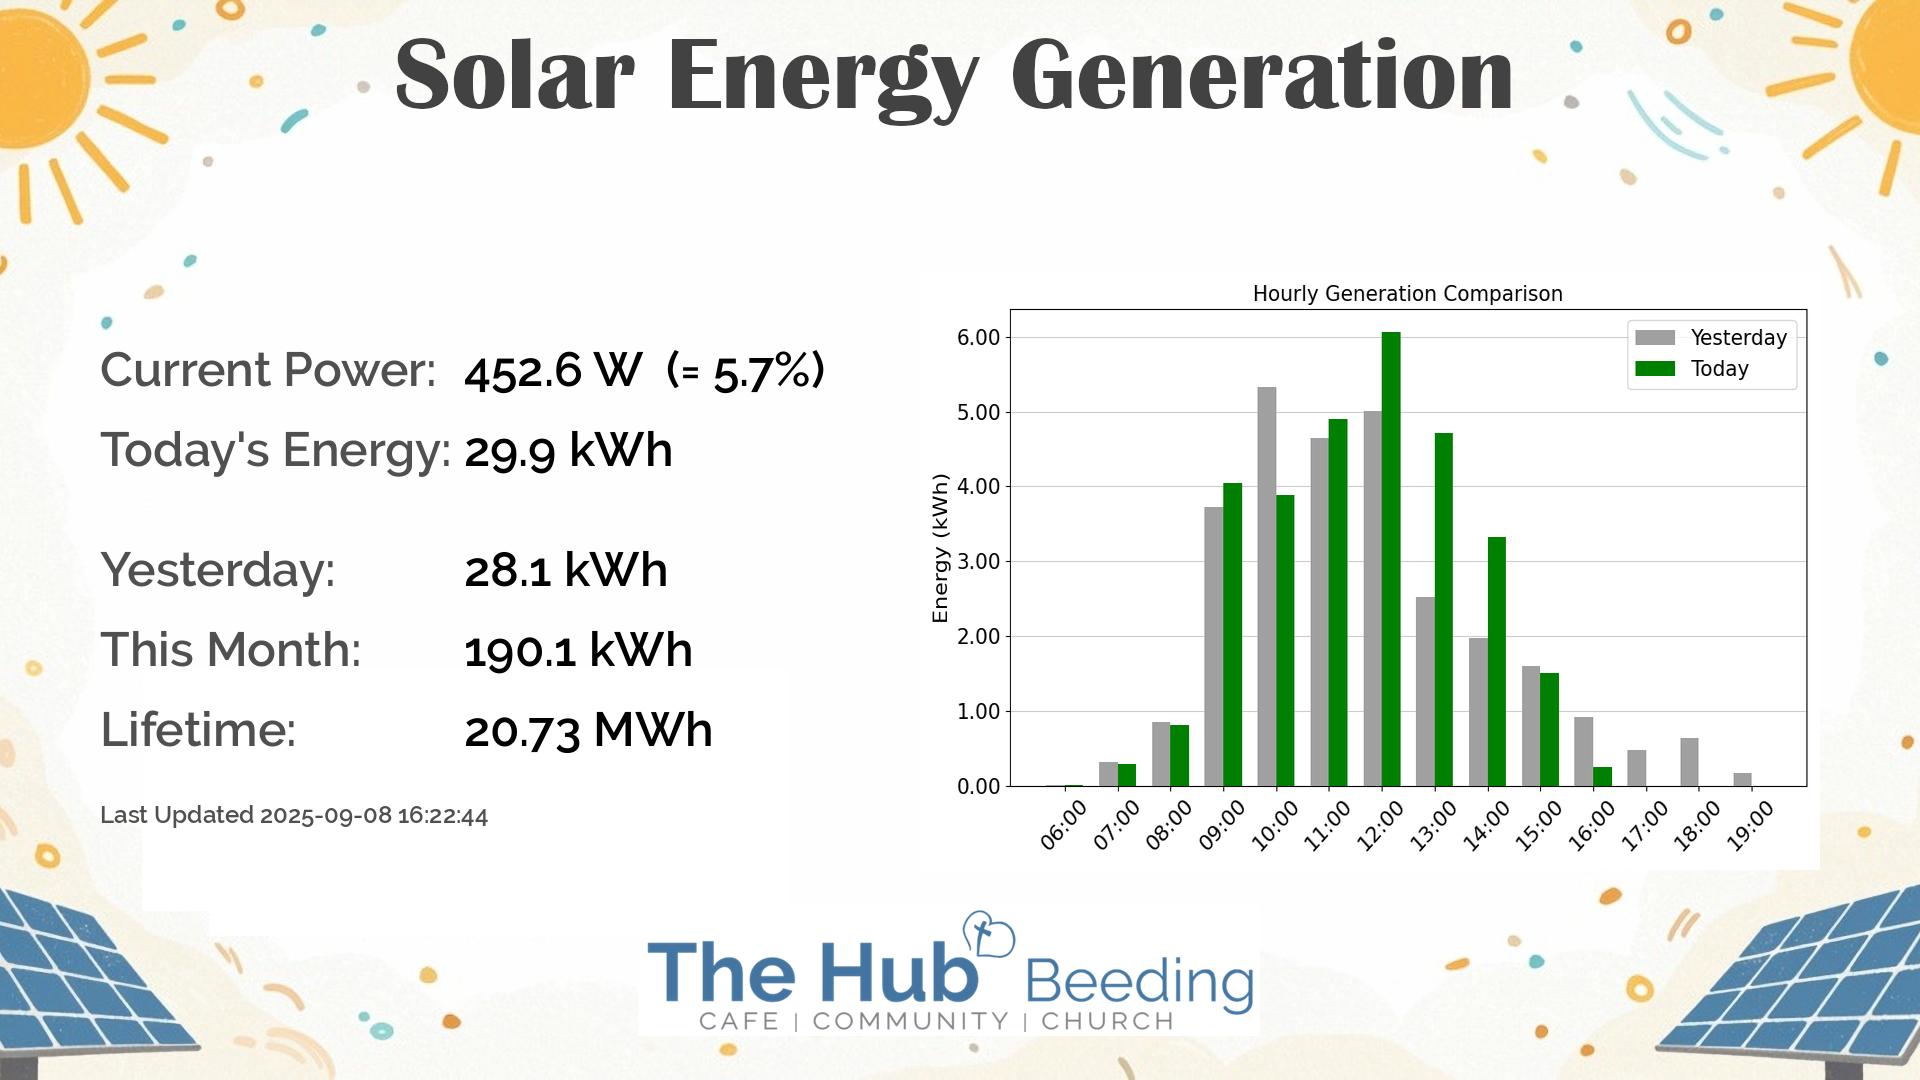 Solar Energy Generation
Current Power: 452.6 W (= 5.7%)
Today's Energy: 29.9 kWh
Yesterday: 28.1 kWh
This Month: 190.1 kWh
Lifetime: 20.73 MWh
Last Updated 2025-09-08 16:22:44
Hourly Generation Comparison
Yesterday
Today
Energy (kWh)
6.00
5.00
4.00
3.00
2.00
1.00
0.00
06:00 07:00 08:00 09:00 10:00 11:00 12:00 13:00 14:00 15:00 16:00 17:00 18:00 19:00
The Hub Beeding
CAFE | COMMUNITY | CHURCH